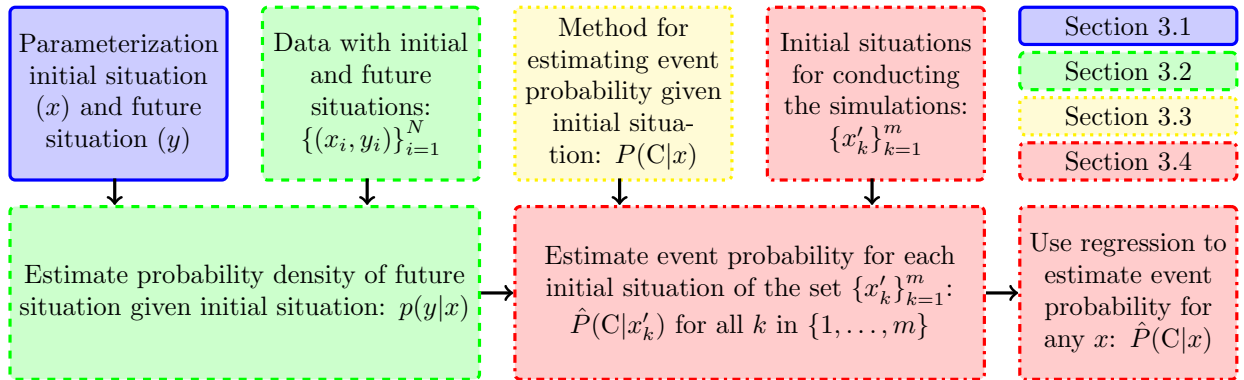 Parameterization
initial situation
(x) and future
situation (y)
Data with initial
and future
situations:
{(x_i, y_i)}_{i=1}^N
Method for
estimating event
probability given
initial situa-
tion: P(C|x)
Initial situations
for conducting
the simulations:
{x'_k}_{k=1}^m
Section 3.1
Section 3.2
Section 3.3
Section 3.4
Estimate probability density of future
situation given initial situation: p(y|x)
Estimate event probability for each
initial situation of the set {x'_k}_{k=1}^m:
P̂(C|x'_k) for all k in {1, . . . , m}
Use regression to
estimate event
probability for
any x: P̂(C|x)